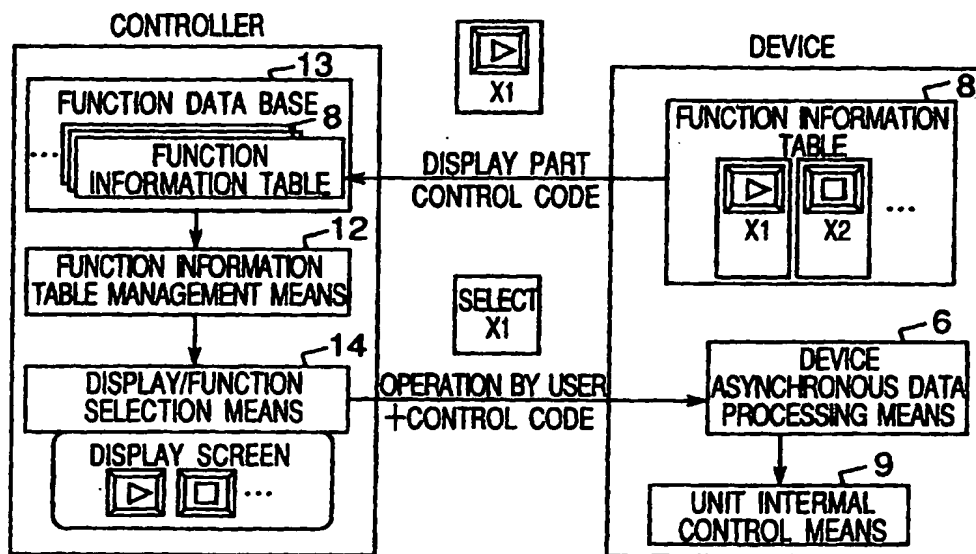 CONTROLLER
13
FUNCTION DATA BASE
8
...
FUNCTION
INFORMATION TABLE
12
FUNCTION INFORMATION
TABLE MANAGEMENT MEANS
14
DISPLAY/FUNCTION
SELECTION MEANS
DISPLAY SCREEN
...
X1
DISPLAY PART
CONTROL CODE
SELECT
X1
OPERATION BY USER
+CONTROL CODE
DEVICE
8
FUNCTION INFORMATION
TABLE
X1 X2 ...
6
DEVICE
ASYNCHRONOUS DATA
PROCESSING MEANS
9
UNIT INTERMAL
CONTROL MEANS